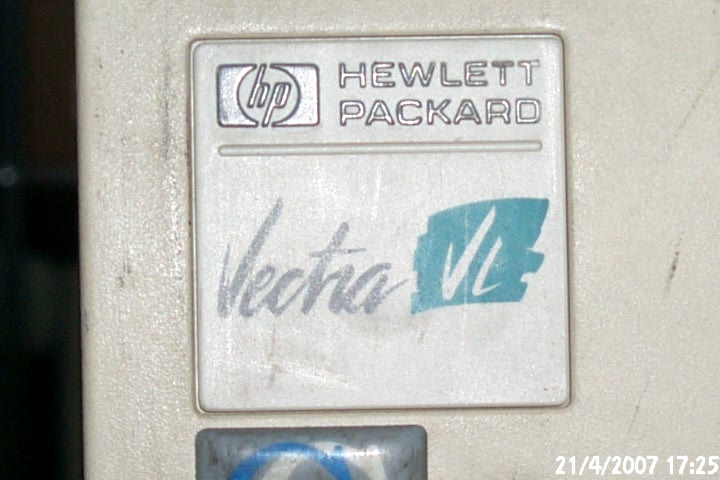 hp HEWLETT
PACKARD
Vectra VL
21/4/2007 17:25